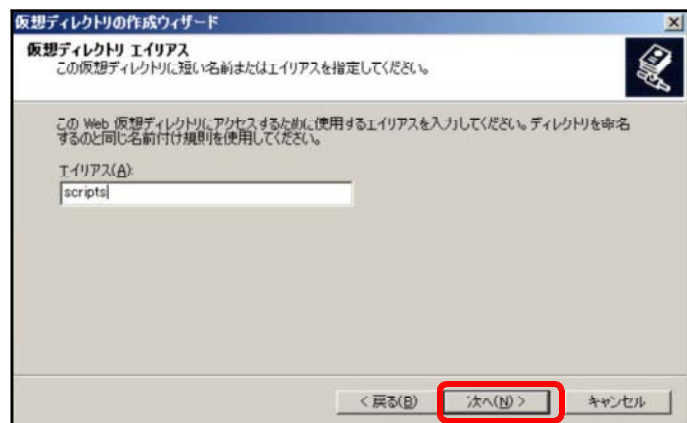 仮想ディレクトリの作成ウィザード
仮想ディレクトリ エイリアス
この仮想ディレクトリに短い名前またはエイリアスを指定してください。
この Web 仮想ディレクトリにアクセスするために使用するエイリアスを入力してください。ディレクトリを命名
するのと同じ名前付け規則を使用してください。
エイリアス(A):
scripts
< 戻る(B) 次へ(N) > キャンセル